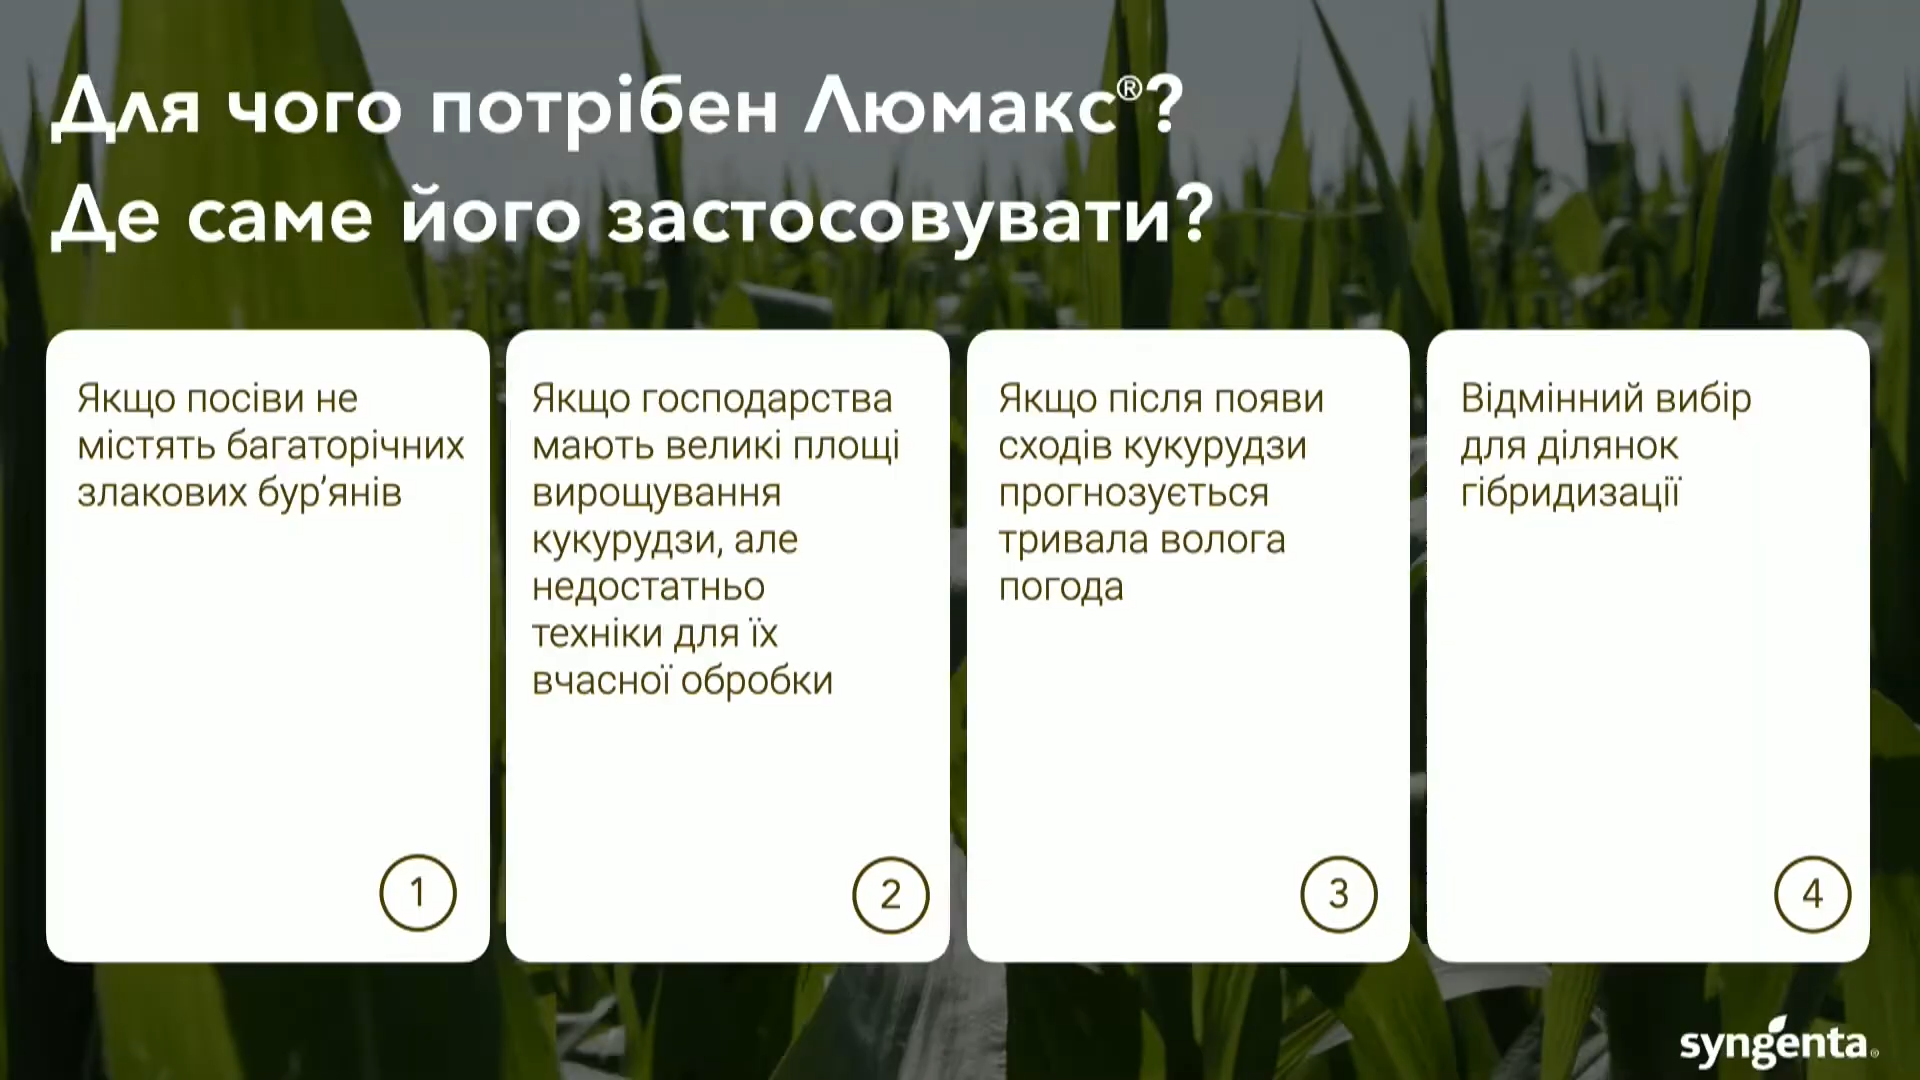 Для чого потрібен Люмакс®?
Де саме його застосовувати?
Якщо посіви не
містять багаторічних
злакових бур’янів
1
Якщо господарства
мають великі площі
вирощування
кукурудзи, але
недостатньо
техніки для їх
вчасної обробки
2
Якщо після появи
сходів кукурудзи
прогнозується
тривала волога
погода
3
Відмінний вибір
для ділянок
гібридизації
4
syngenta®